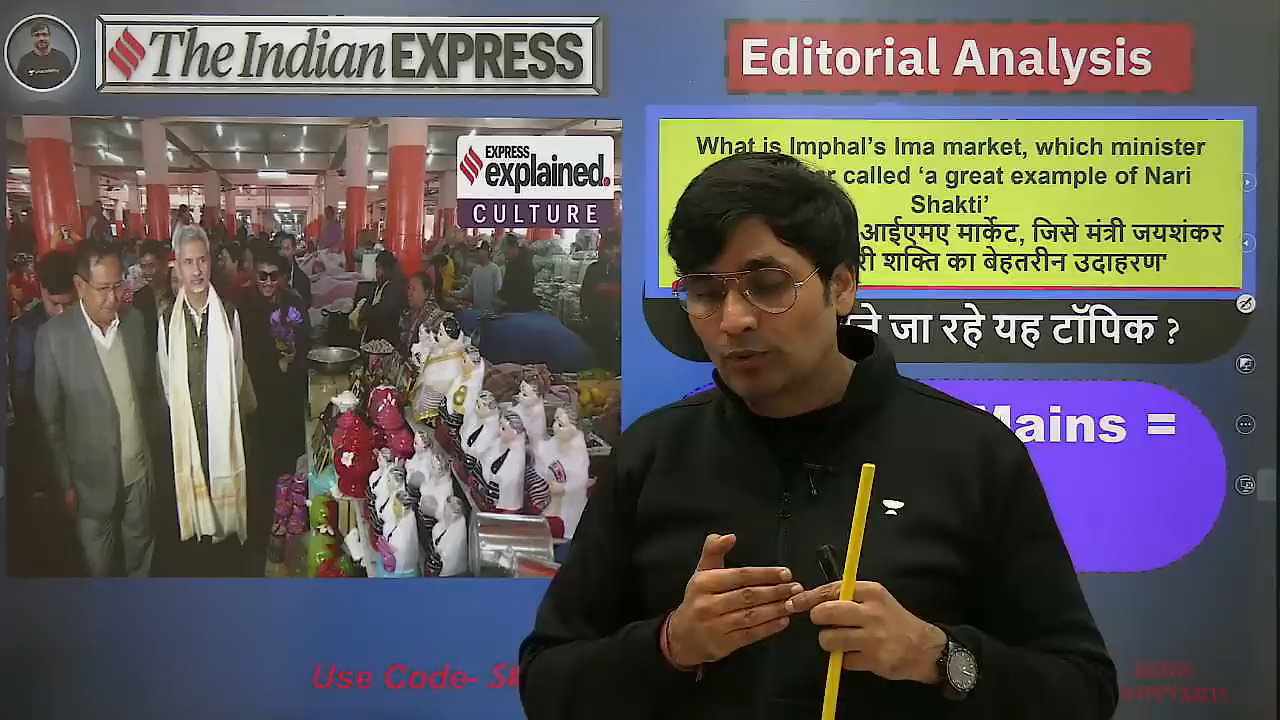 The Indian EXPRESS
Editorial Analysis
EXPRESS
explained.
CULTURE
What is Imphal's Ima market, which minister
called 'a great example of Nari
Shakti'
आईएमए मार्केट, जिसे मंत्री जयशंकर
शक्ति का बेहतरीन उदाहरण'
जा रहे यह टॉपिक ?
Mains =
Use Code-